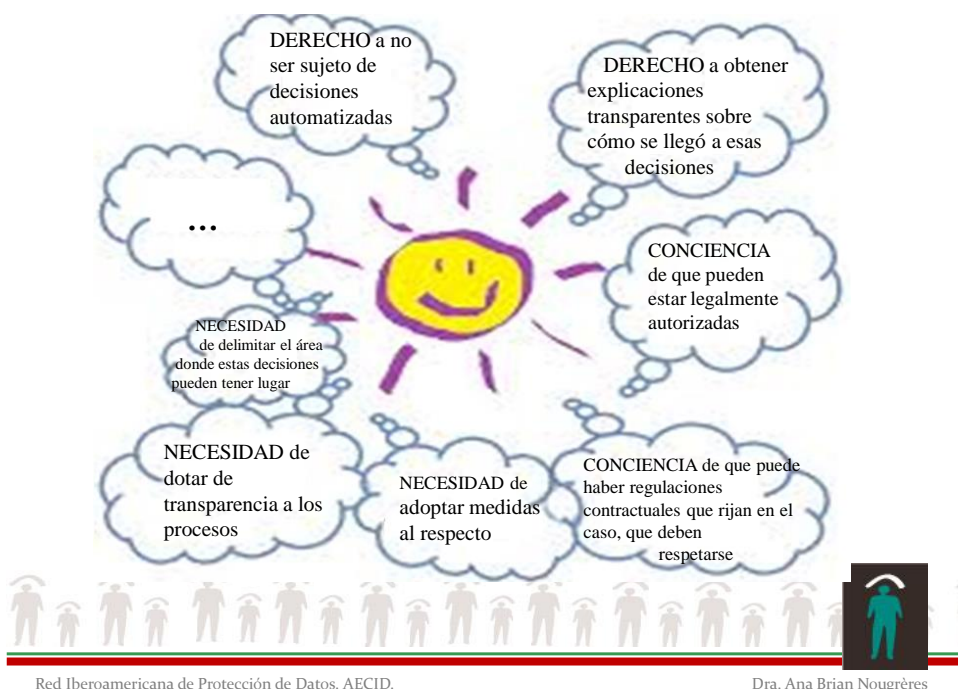 DERECHO a no
ser sujeto de
decisiones
automatizadas
DERECHO a obtener
explicaciones
transparentes sobre
cómo se llegó a esas
decisiones
...
CONCIENCIA
de que pueden
estar legalmente
autorizadas
NECESIDAD
de delimitar el área
donde estas decisiones
pueden tener lugar
NECESIDAD de
dotar de
transparencia a los
procesos
NECESIDAD de
adoptar medidas
al respecto
CONCIENCIA de que puede
haber regulaciones
contractuales que rijan en el
caso, que deben
respetarse
Red Iberoamericana de Protección de Datos. AECID.
Dra. Ana Brian Nougrères